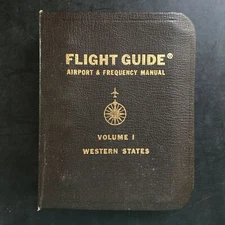 FLIGHT GUIDE®
AIRPORT & FREQUENCY MANUAL
VOLUME I
WESTERN STATES